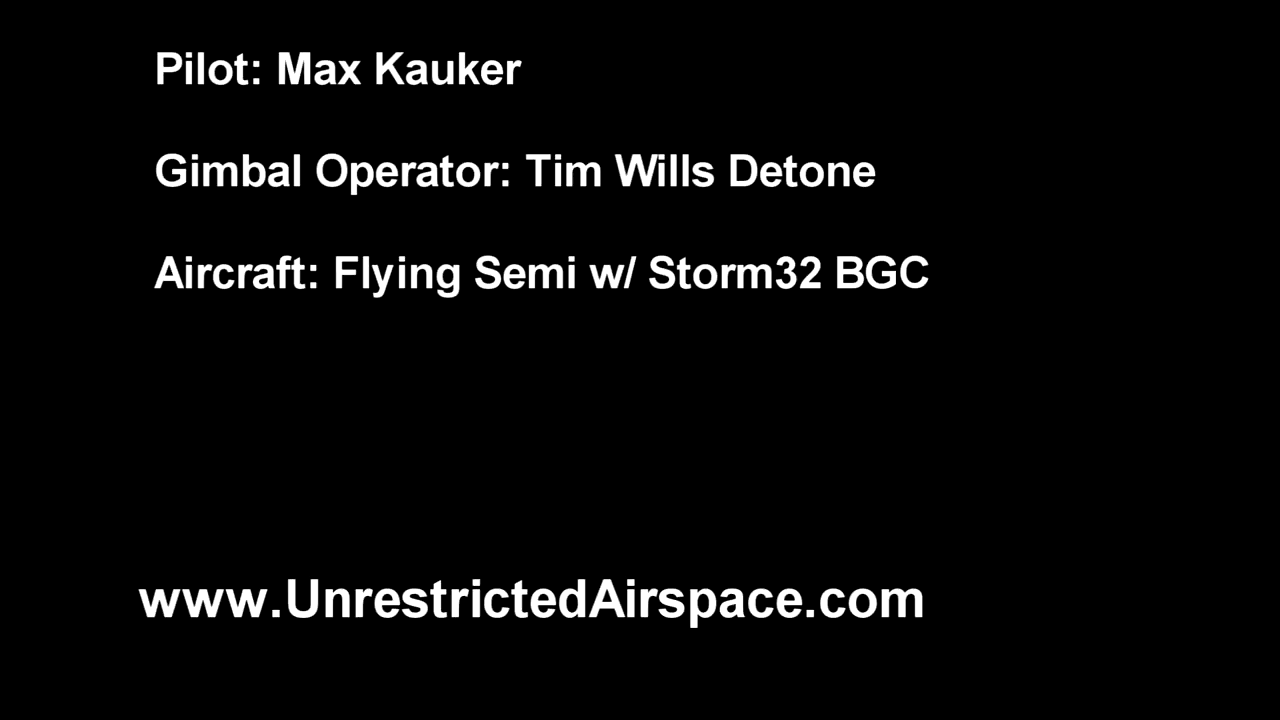 Pilot: Max Kauker
Gimbal Operator: Tim Wills Detone
Aircraft: Flying Semi w/ Storm32 BGC
www.UnrestrictedAirspace.com